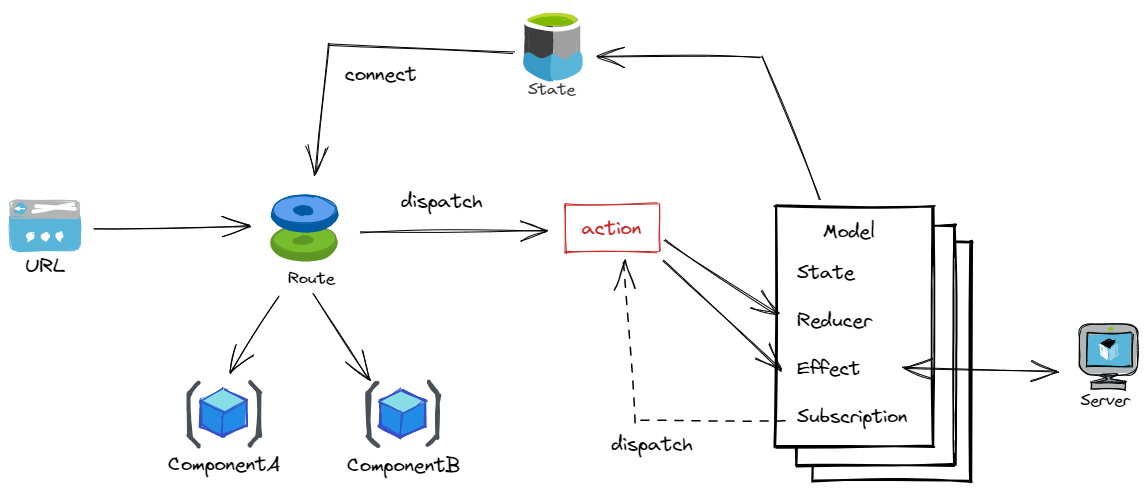 State
connect
URL
Route
dispatch
action
Model
State
Reducer
Effect
Subscription
dispatch
Server
ComponentA
ComponentB